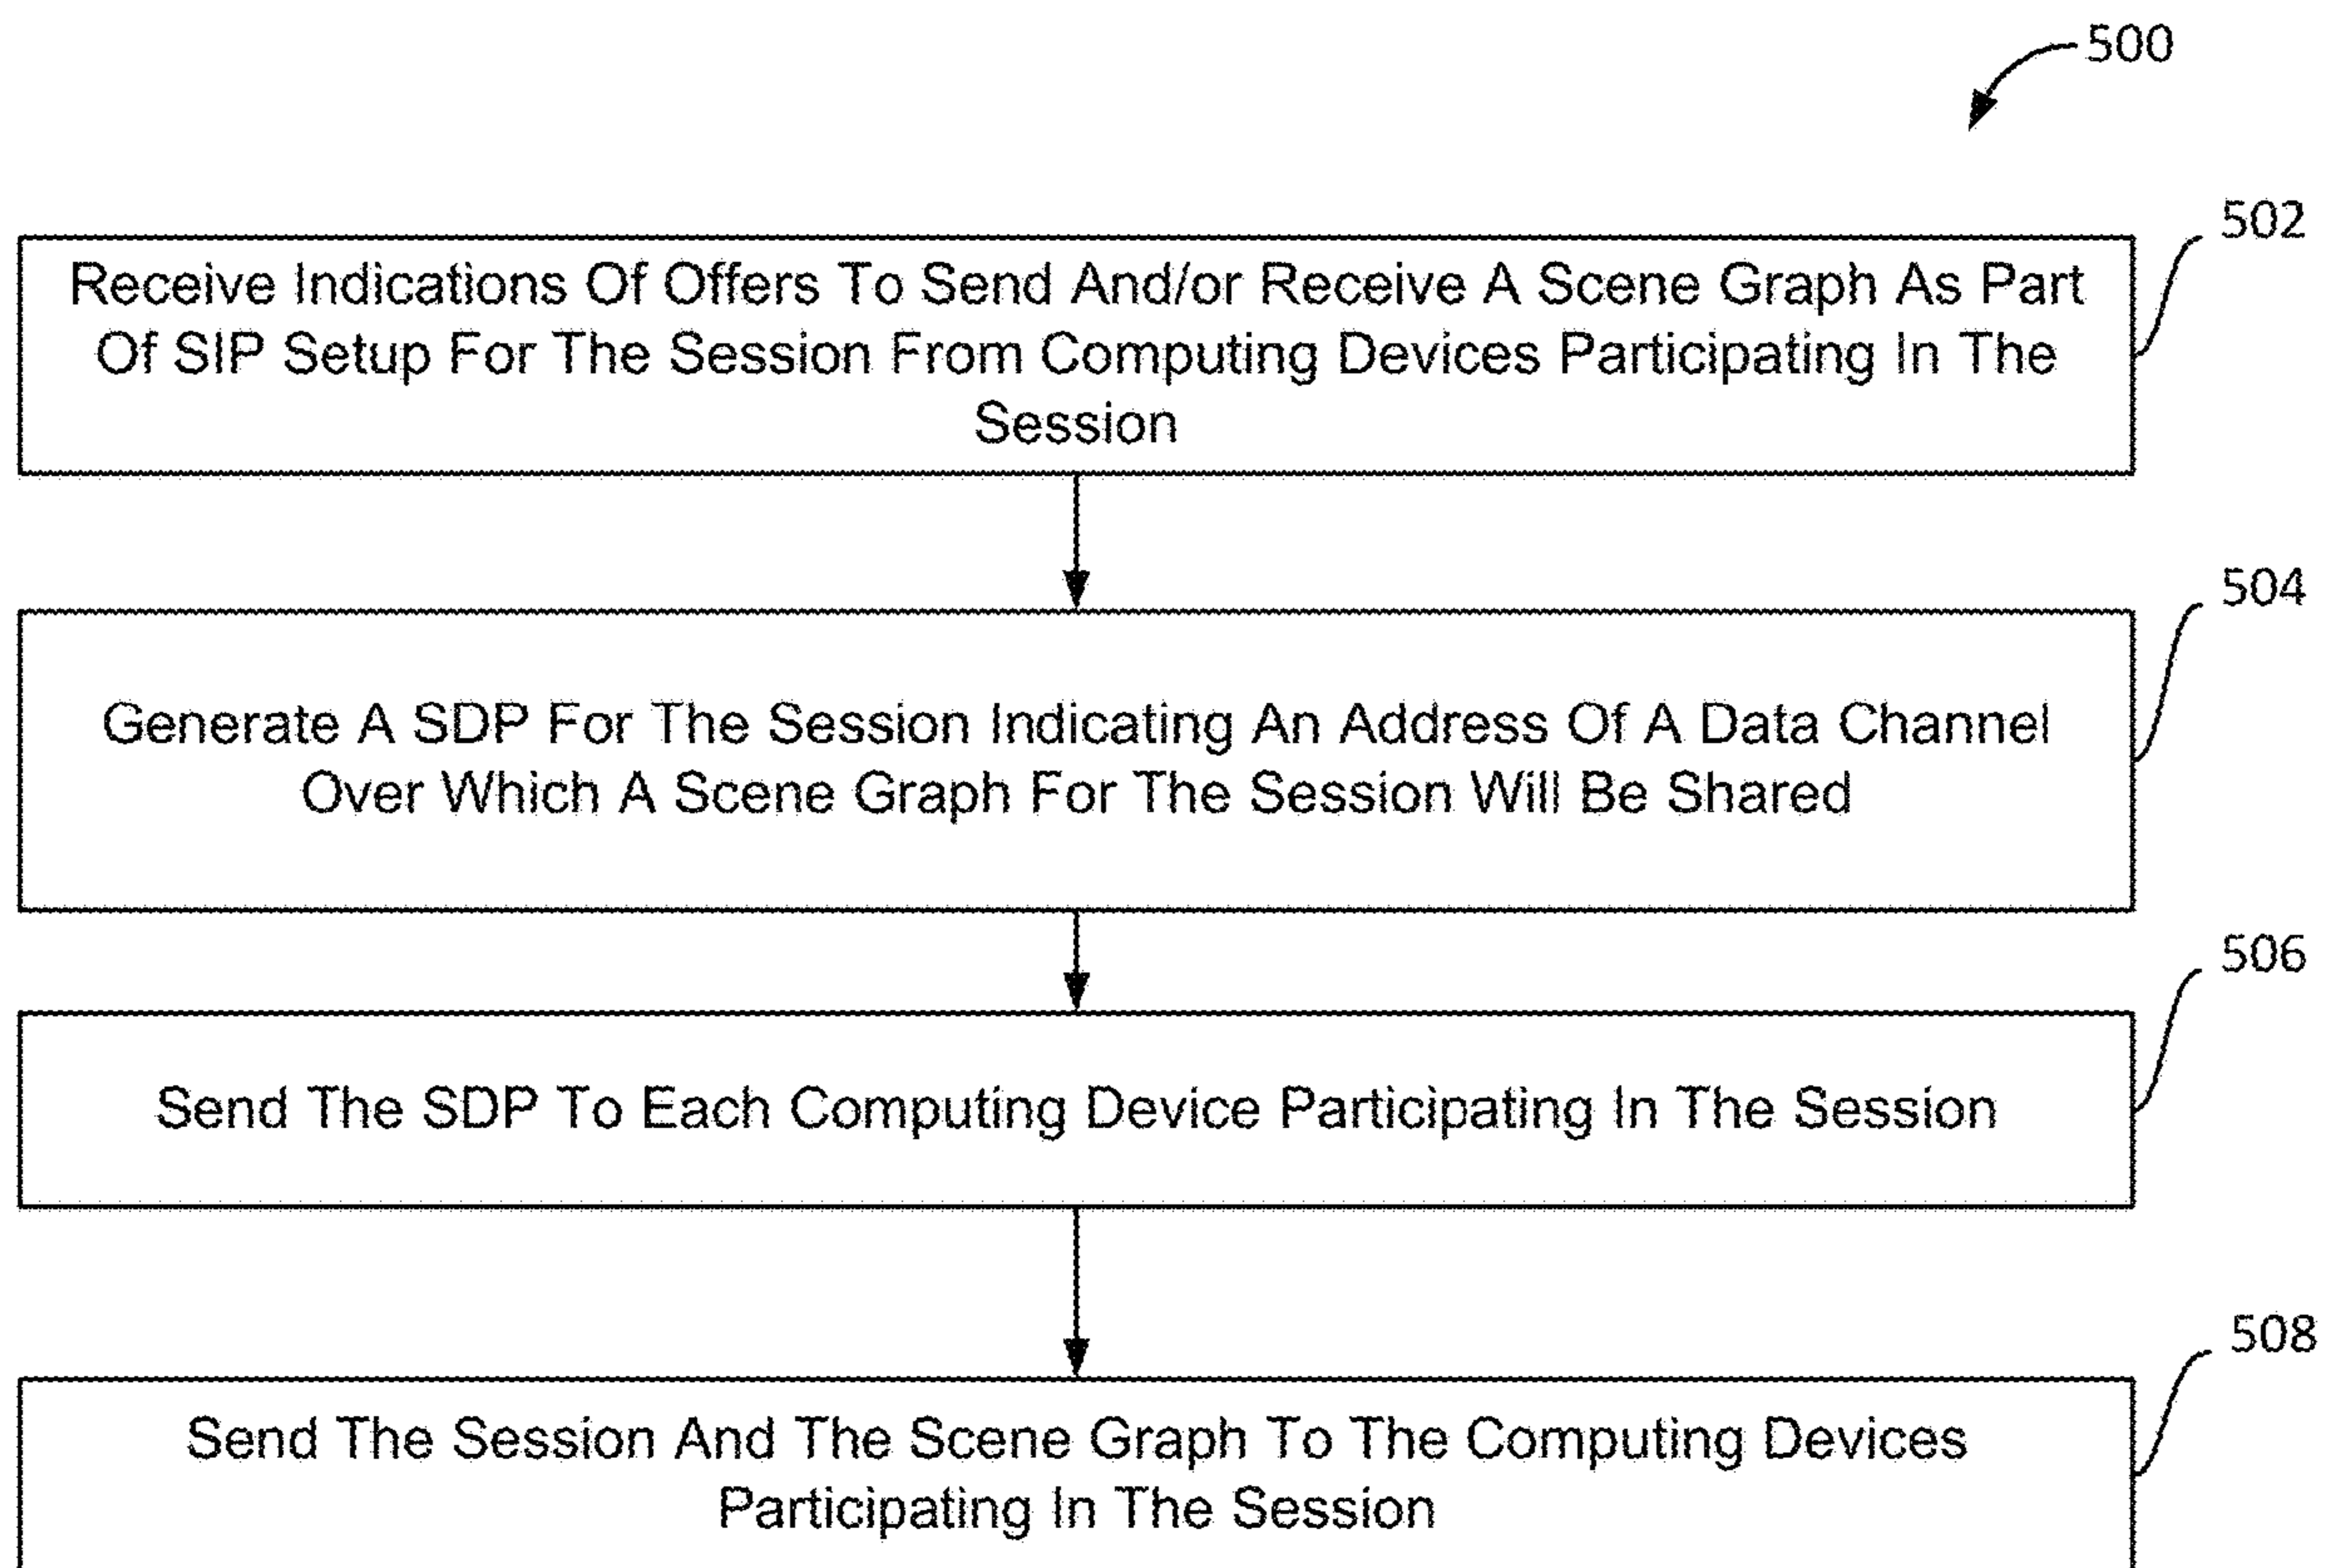 500
502
Receive Indications Of Offers To Send And/or Receive A Scene Graph As Part
Of SIP Setup For The Session From Computing Devices Participating In The
Session
504
Generate A SDP For The Session Indicating An Address Of A Data Channel
Over Which A Scene Graph For The Session Will Be Shared
506
Send The SDP To Each Computing Device Participating In The Session
508
Send The Session And The Scene Graph To The Computing Devices
Participating In The Session